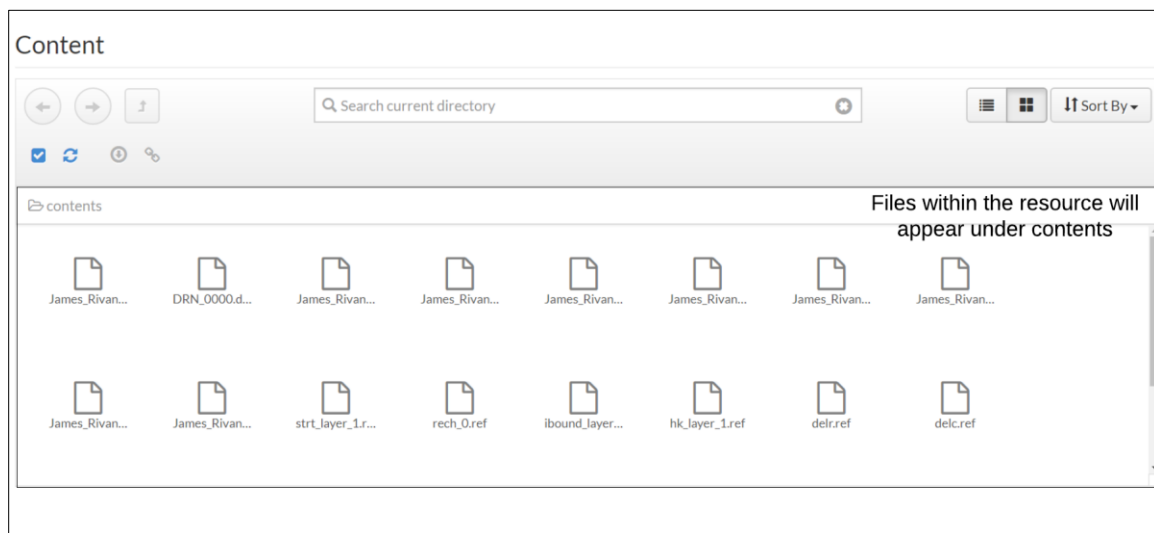 Content
Search current directory
Sort By
contents
Files within the resource will
appear under contents
James_Rivan... DRN_0000.d... James_Rivan... James_Rivan... James_Rivan... James_Rivan... James_Rivan... James_Rivan...
James_Rivan... James_Rivan... strt_layer_1.r... rech_0.ref ibound_layer... hk_layer_1.ref delr.ref delc.ref